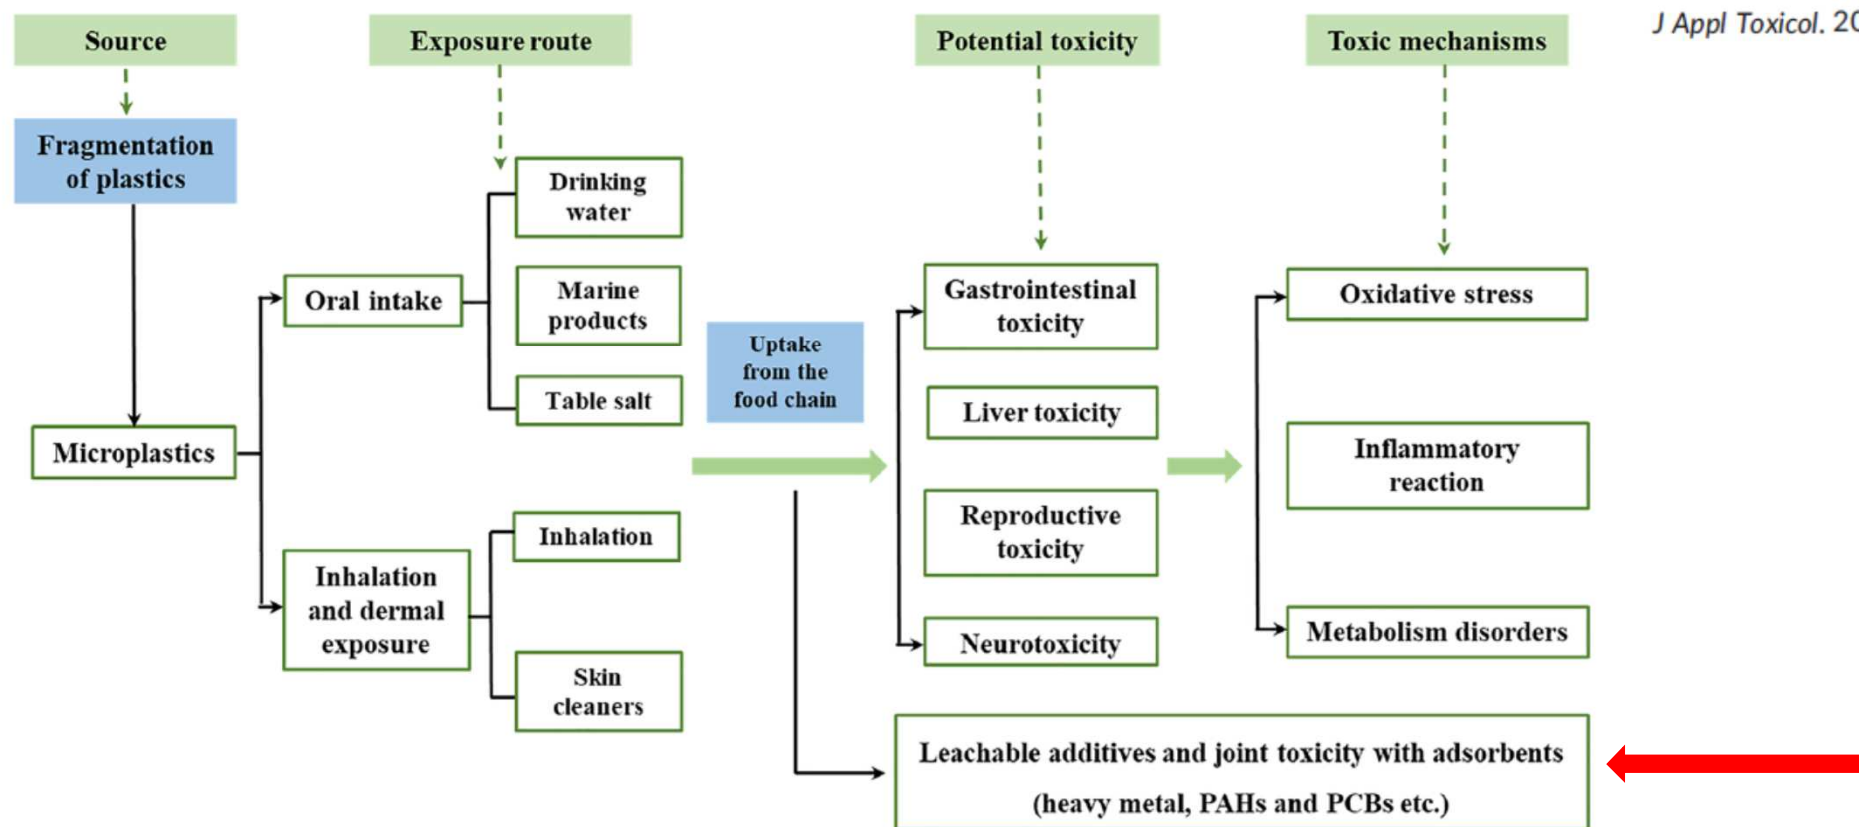 Source
Exposure route
Potential toxicity
Toxic mechanisms
J Appl Toxicol. 20
Fragmentation
of plastics
Microplastics
Oral intake
Inhalation
and dermal
exposure
Drinking
water
Marine
products
Table salt
Inhalation
Skin
cleaners
Uptake
from the
food chain
Gastrointestinal
toxicity
Liver toxicity
Reproductive
toxicity
Neurotoxicity
Oxidative stress
Inflammatory
reaction
Metabolism disorders
Leachable additives and joint toxicity with adsorbents
(heavy metal, PAHs and PCBs etc.)